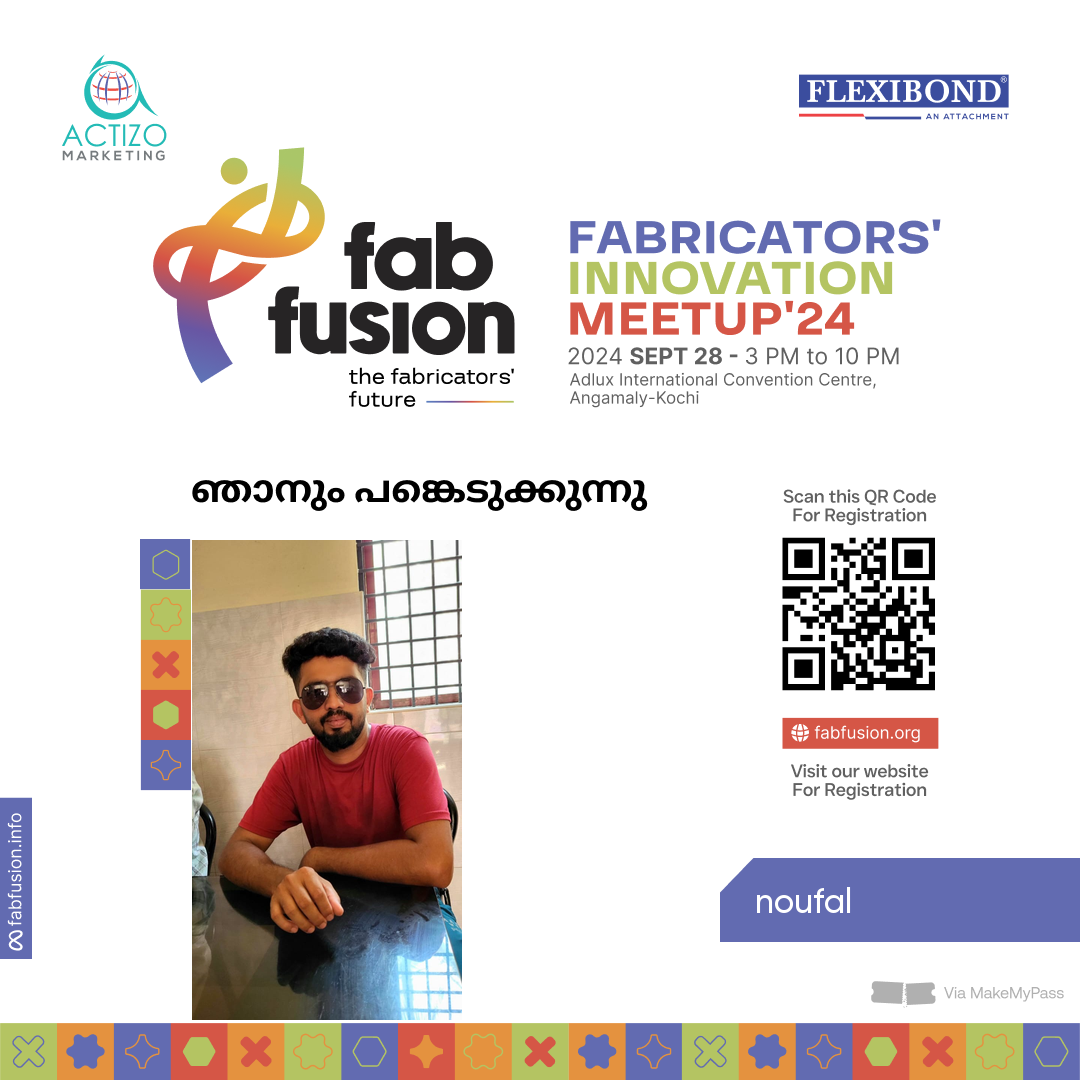 ACTIZO
MARKETING
FLEXIBOND®
AN ATTACHMENT
fab
fusion
the fabricators'
future
FABRICATORS'
INNOVATION
MEETUP'24
2024 SEPT 28 - 3 PM to 10 PM
Adlux International Convention Centre,
Angamaly-Kochi
ഞാനും പങ്കെടുക്കുന്നു
Scan this QR Code
For Registration
fabfusion.org
Visit our website
For Registration
fabfusion.info
noufal
Via MakeMyPass